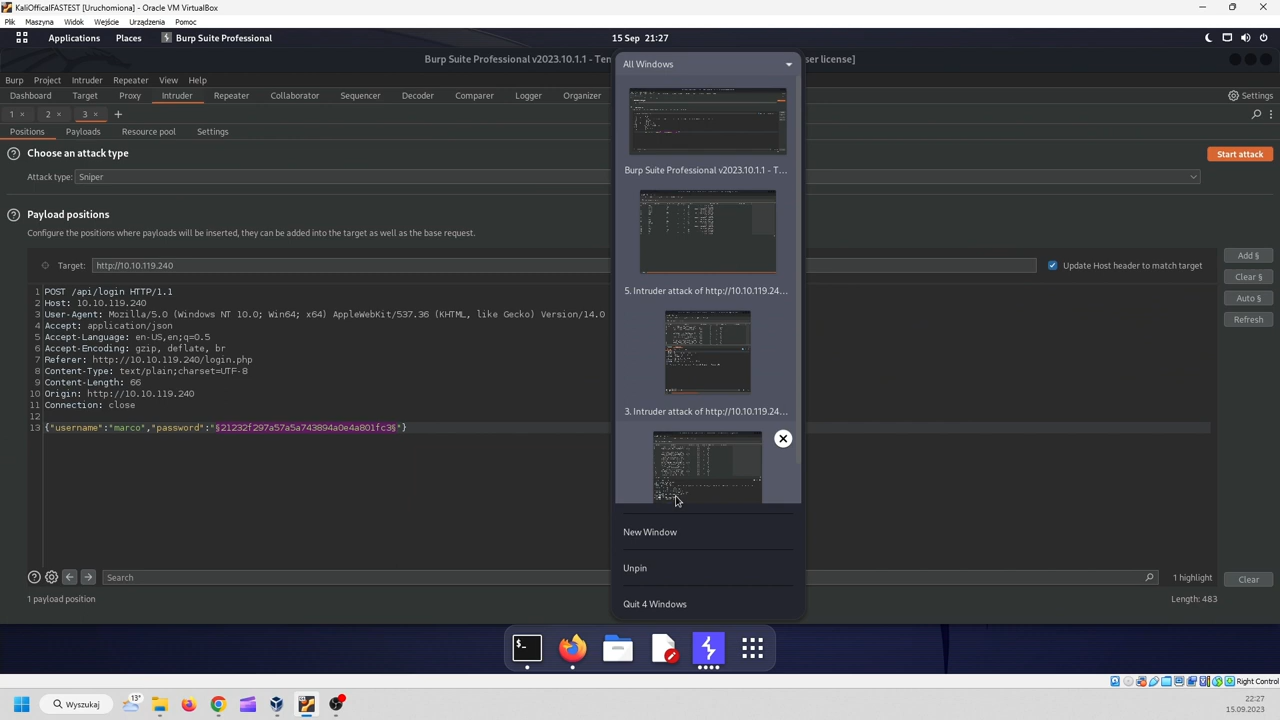 KaliOfficalFASTEST [Uruchomiona] - Oracle VM VirtualBox
Plik Maszyna Widok Wejście Urządzenia Pomoc
Applications Places Burp Suite Professional 15 Sep 21:27
Burp Suite Professional v2023.10.1.1 - Ten ser license]
Burp Project Intruder Repeater View Help
Dashboard Target Proxy Intruder Repeater Collaborator Sequencer Decoder Comparer Logger Organizer Settings
1 × 2 × 3 × +
Positions Payloads Resource pool Settings
Choose an attack type
Start attack
Attack type: Sniper
Payload positions
Configure the positions where payloads will be inserted, they can be added into the target as well as the base request.
Target: http://10.10.119.240
Update Host header to match target
Add §
Clear §
Auto §
Refresh
1 POST /api/login HTTP/1.1
2 Host: 10.10.119.240
3 User-Agent: Mozilla/5.0 (Windows NT 10.0; Win64; x64) AppleWebKit/537.36 (KHTML, like Gecko) Version/14.0
4 Accept: application/json
5 Accept-Language: en-US,en;q=0.5
6 Accept-Encoding: gzip, deflate, br
7 Referer: http://10.10.119.240/login.php
8 Content-Type: text/plain;charset=UTF-8
9 Content-Length: 66
10 Origin: http://10.10.119.240
11 Connection: close
12
13 {"username":"marco","password":"§21232f297a57a5a743894a0e4a801fc3§"}
All Windows
Burp Suite Professional v2023.10.1.1 - T...
5. Intruder attack of http://10.10.119.24...
3. Intruder attack of http://10.10.119.24...
New Window
Unpin
Quit 4 Windows
Search
1 highlight
Clear
1 payload position
Length: 483
Right Control
13°
Wyszukaj
22:27
15.09.2023